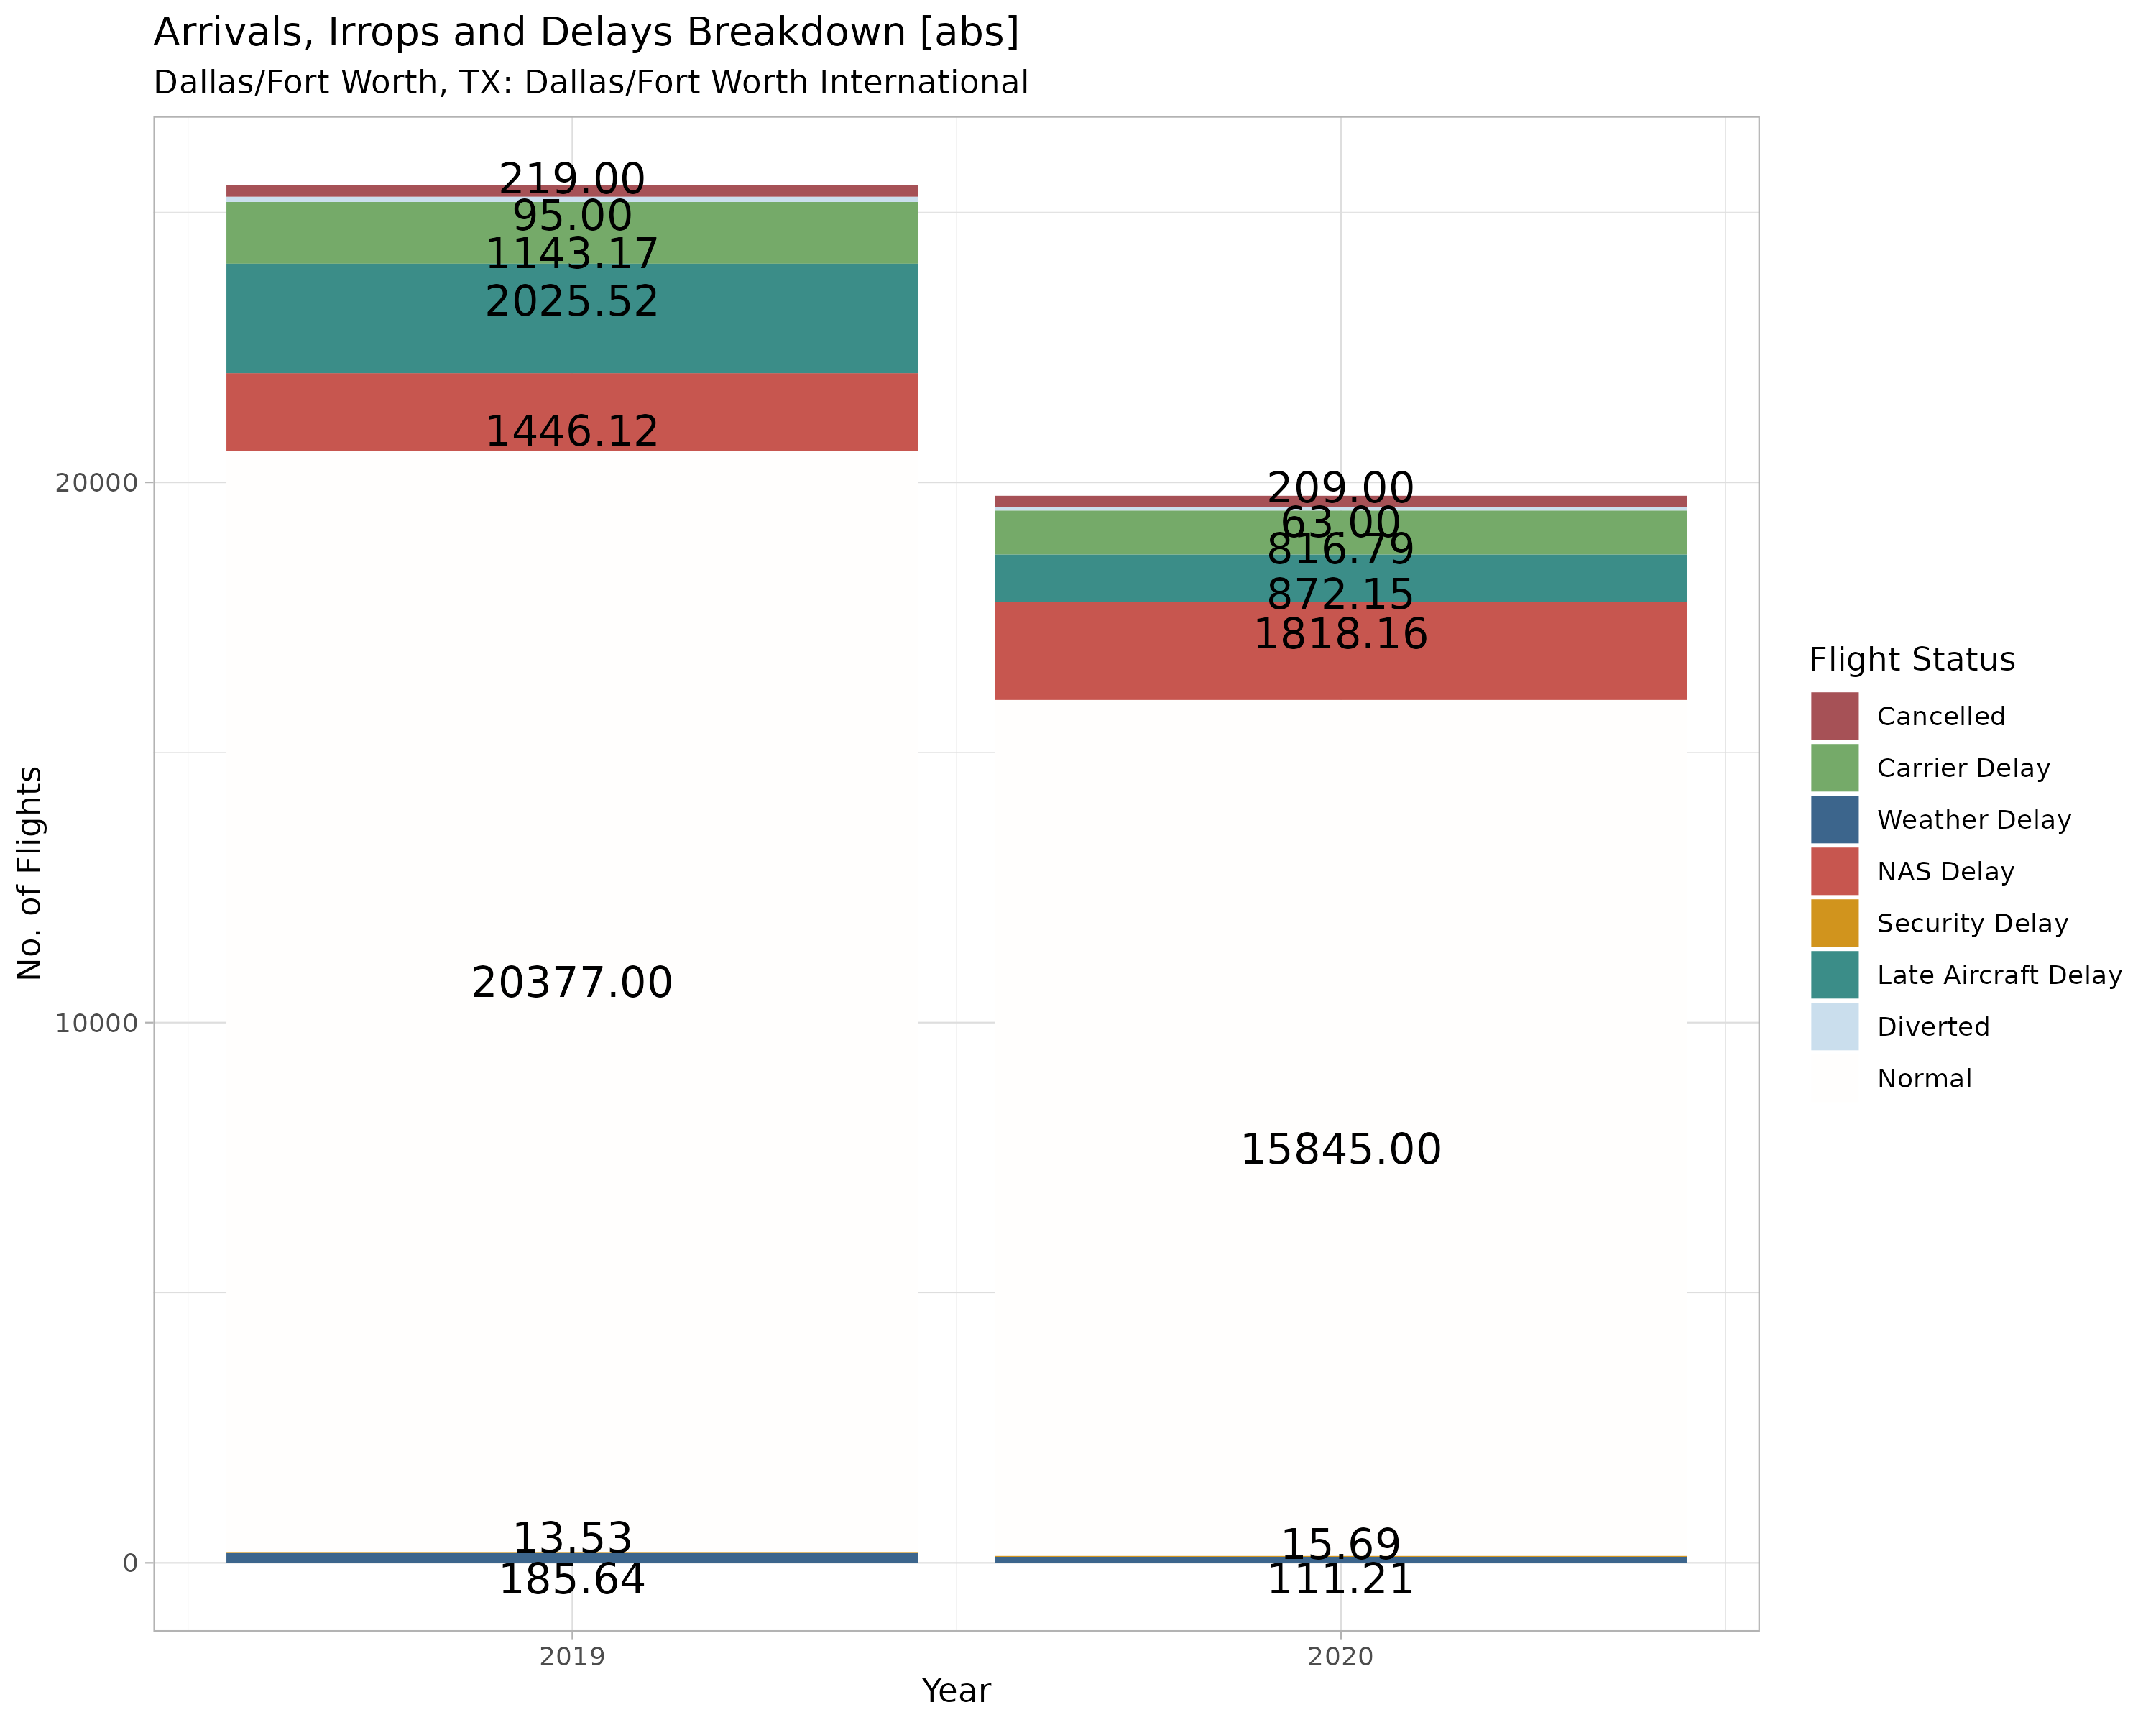 Arrivals, Irrops and Delays Breakdown [abs]
Dallas/Fort Worth, TX: Dallas/Fort Worth International
No. of Flights
20000
10000
0
219.00
95.00
1143.17
2025.52
1446.12
20377.00
13.53
185.64
209.00
63.00
816.79
872.15
1818.16
15845.00
15.69
111.21
2019
2020
Year
Flight Status
Cancelled
Carrier Delay
Weather Delay
NAS Delay
Security Delay
Late Aircraft Delay
Diverted
Normal